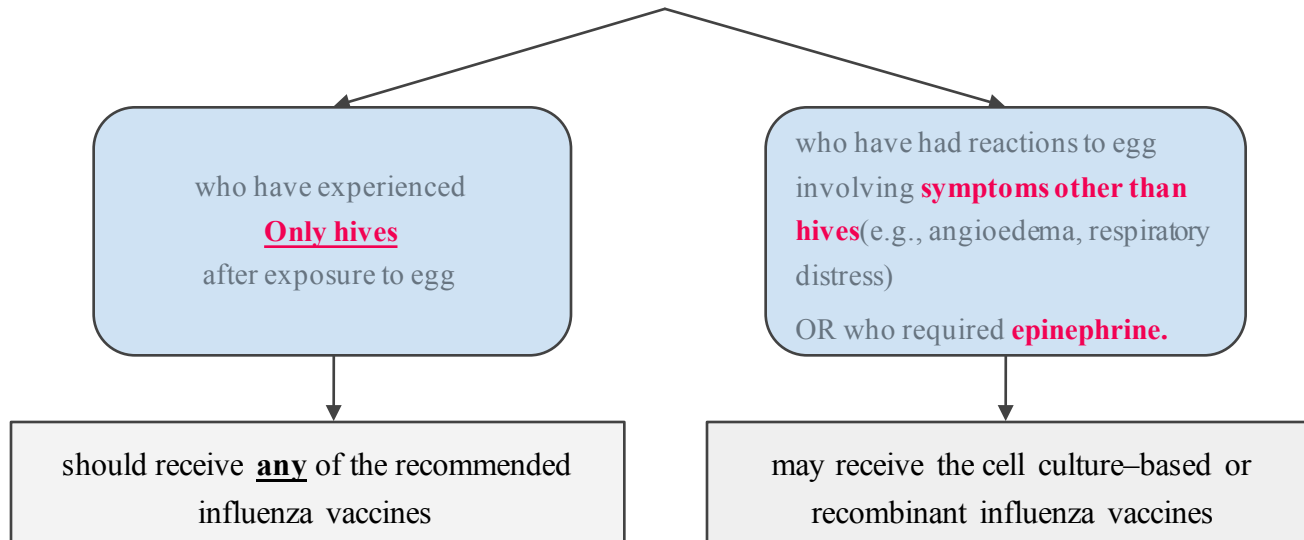 who have experienced
Only hives
after exposure to egg
who have had reactions to egg
involving symptoms other than
hives(e.g., angioedema, respiratory
distress)
OR who required epinephrine.
should receive any of the recommended
influenza vaccines
may receive the cell culture–based or
recombinant influenza vaccines